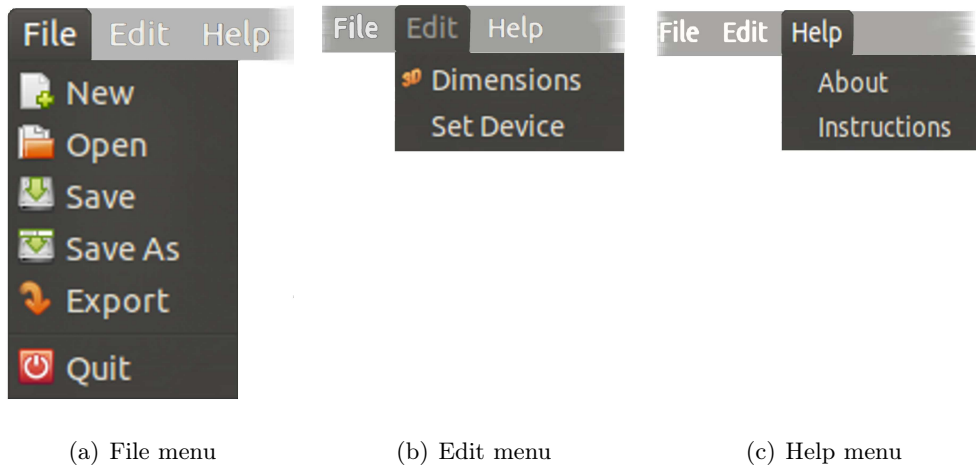 File Edit Help
New
Open
Save
Save As
Export
Quit
(a) File menu
File Edit Help
3D Dimensions
Set Device
(b) Edit menu
File Edit Help
About
Instructions
(c) Help menu